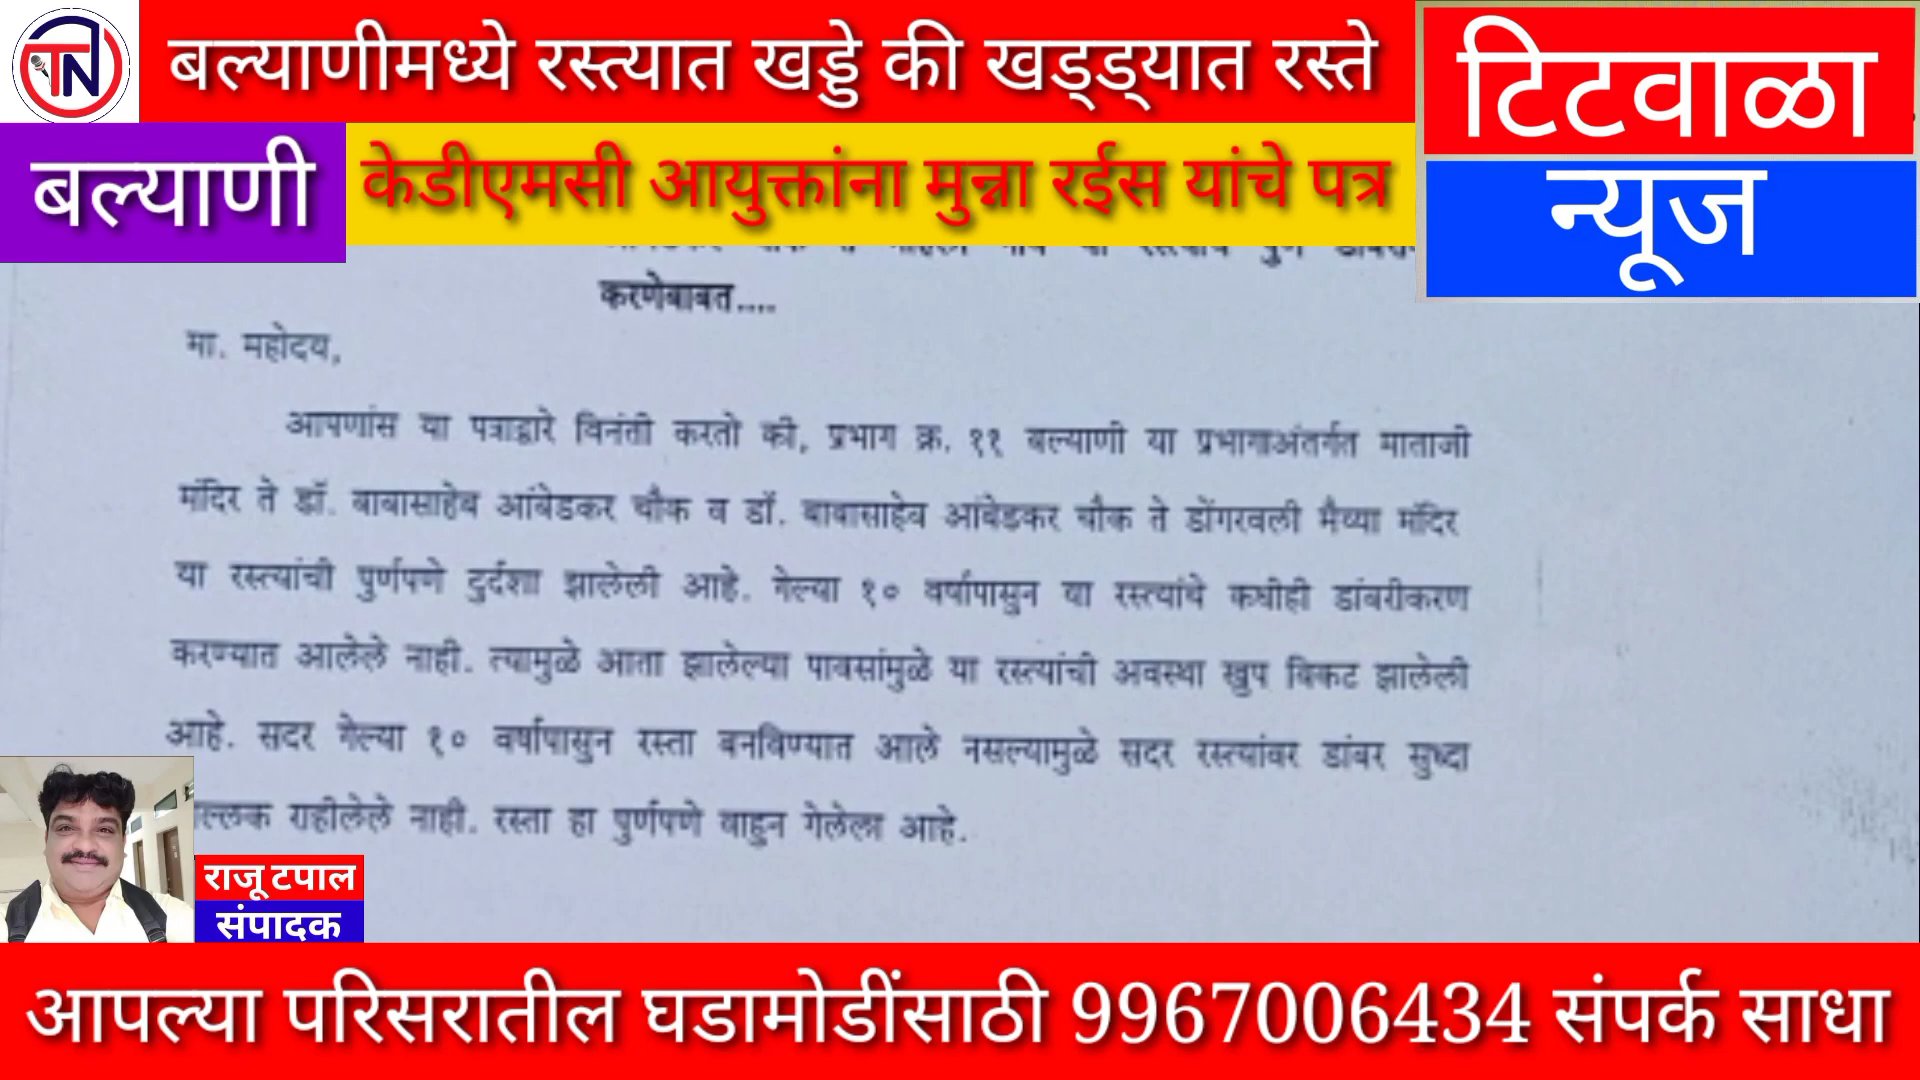 TN
बल्याणीमध्ये रस्त्यात खड्डे की खड्ड्यात रस्ते
टिटवाळा
न्यूज
बल्याणी
केडीएमसी आयुक्तांना मुन्ना रईस यांचे पत्र
करणेबाबत....
मा. महोदय,
आपणांस या पत्राद्वारे विनंती करतो की, प्रभाग क्र. ११ बल्याणी या प्रभागाअंतर्गत माताजी
मंदिर ते डॉ. बाबासाहेब आंबेडकर चौक व डॉ. बाबासाहेब आंबेडकर चौक ते डोंगरवली मैय्या मंदिर
या रस्त्यांची पुर्णपणे दुर्दशा झालेली आहे. गेल्या १० वर्षापासुन या रस्त्यांचे कधीही डांबरीकरण
करण्यात आलेले नाही. त्यामुळे आता झालेल्या पावसांमुळे या रस्त्यांची अवस्था खुप बिकट झालेली
आहे. सदर गेल्या १० वर्षापासुन रस्ता बनविण्यात आले नसल्यामुळे सदर रस्त्यांवर डांबर सुध्दा
राहीलेले नाही. रस्ता हा पुर्णपणे वाहुन गेलेला आहे.
राजू टपाल
संपादक
आपल्या परिसरातील घडामोडींसाठी 9967006434 संपर्क साधा